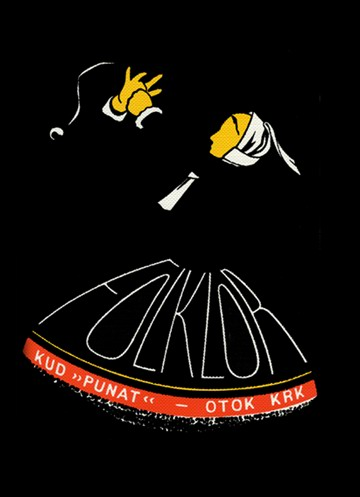 FOLKLOR
KUD »PUNAT« – OTOK KRK